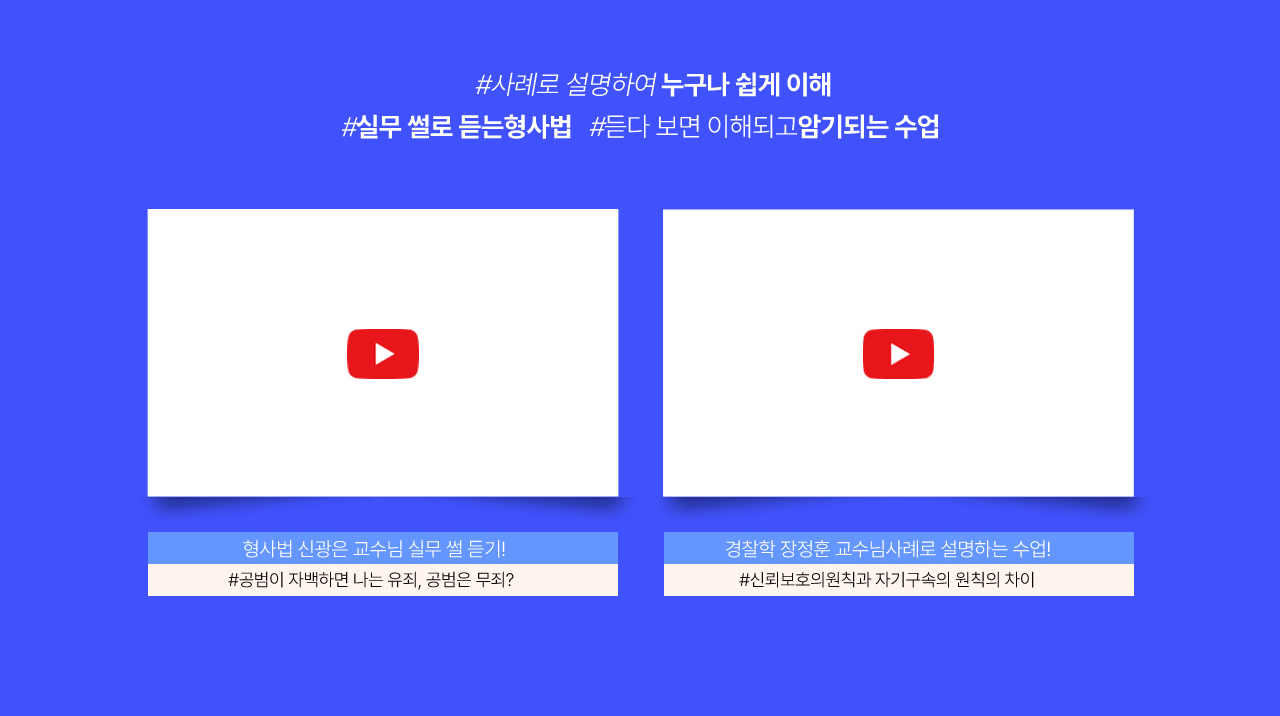 #사례로 설명하여 누구나 쉽게 이해
#실무 썰로 듣는형사법 #듣다 보면 이해되고암기되는 수업
형사법 신광은 교수님 실무 썰 듣기!
#공범이 자백하면 나는 유죄, 공범은 무죄?
경찰학 장정훈 교수님사례로 설명하는 수업!
#신뢰보호의원칙과 자기구속의 원칙의 차이